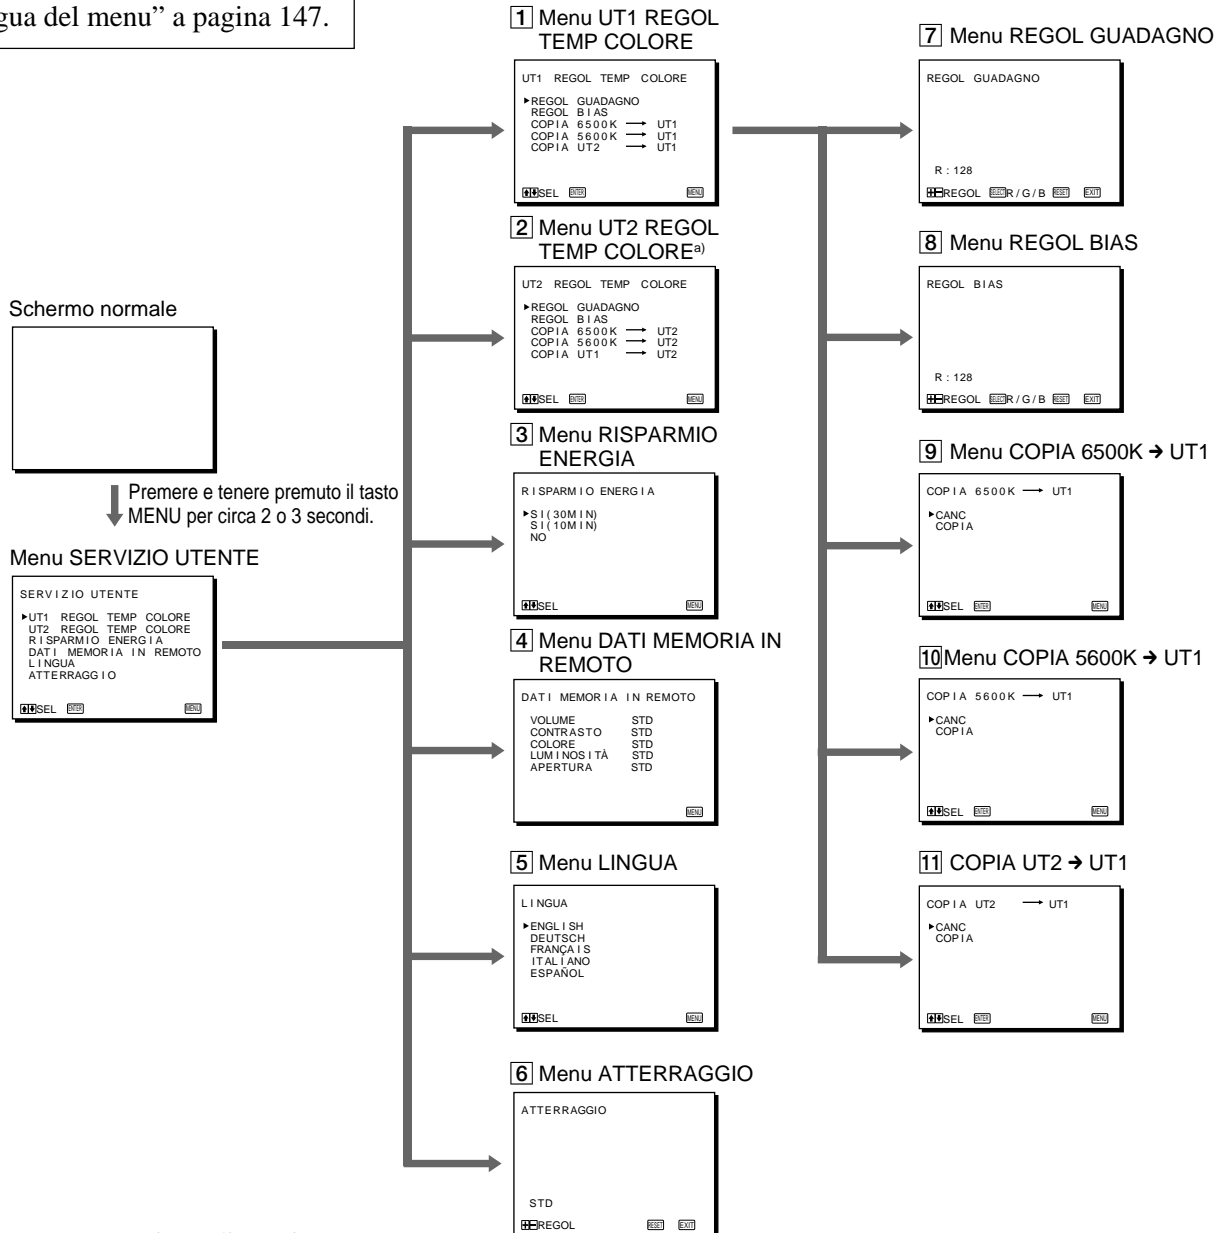 gua del menu” a pagina 147.
Schermo normale
Premere e tenere premuto il tasto
MENU per circa 2 o 3 secondi.
Menu SERVIZIO UTENTE
SERVIZIO UTENTE
UT1 REGOL TEMP COLORE
UT2 REGOL TEMP COLORE
RISPARMIO ENERGIA
DATI MEMORIA IN REMOTO
LINGUA
ATTERRAGGIO
SEL ENTER MENU
1 Menu UT1 REGOL
TEMP COLORE
UT1 REGOL TEMP COLORE
REGOL GUADAGNO
REGOL BIAS
COPIA 6500K → UT1
COPIA 5600K → UT1
COPIA UT2 → UT1
SEL ENTER MENU
2 Menu UT2 REGOL
TEMP COLORE a)
UT2 REGOL TEMP COLORE
REGOL GUADAGNO
REGOL BIAS
COPIA 6500K → UT2
COPIA 5600K → UT2
COPIA UT1 → UT2
SEL ENTER MENU
3 Menu RISPARMIO
ENERGIA
RISPARMIO ENERGIA
SI(30MIN)
SI(10MIN)
NO
SEL MENU
4 Menu DATI MEMORIA IN
REMOTO
DATI MEMORIA IN REMOTO
VOLUME STD
CONTRASTO STD
COLORE STD
LUMINOSITÀ STD
APERTURA STD
MENU
5 Menu LINGUA
LINGUA
ENGLISH
DEUTSCH
FRANÇAIS
ITALIANO
ESPAÑOL
SEL MENU
6 Menu ATTERRAGGIO
ATTERRAGGIO
STD
REGOL RESET EXIT
7 Menu REGOL GUADAGNO
REGOL GUADAGNO
R : 128
REGOL SELECT R / G / B RESET EXIT
8 Menu REGOL BIAS
REGOL BIAS
R : 128
REGOL SELECT R / G / B RESET EXIT
9 Menu COPIA 6500K → UT1
COPIA 6500K → UT1
CANC
COPIA
SEL ENTER MENU
10 Menu COPIA 5600K → UT1
COPIA 5600K → UT1
CANC
COPIA
SEL ENTER MENU
11 COPIA UT2 → UT1
COPIA UT2 → UT1
CANC
COPIA
SEL ENTER MENU